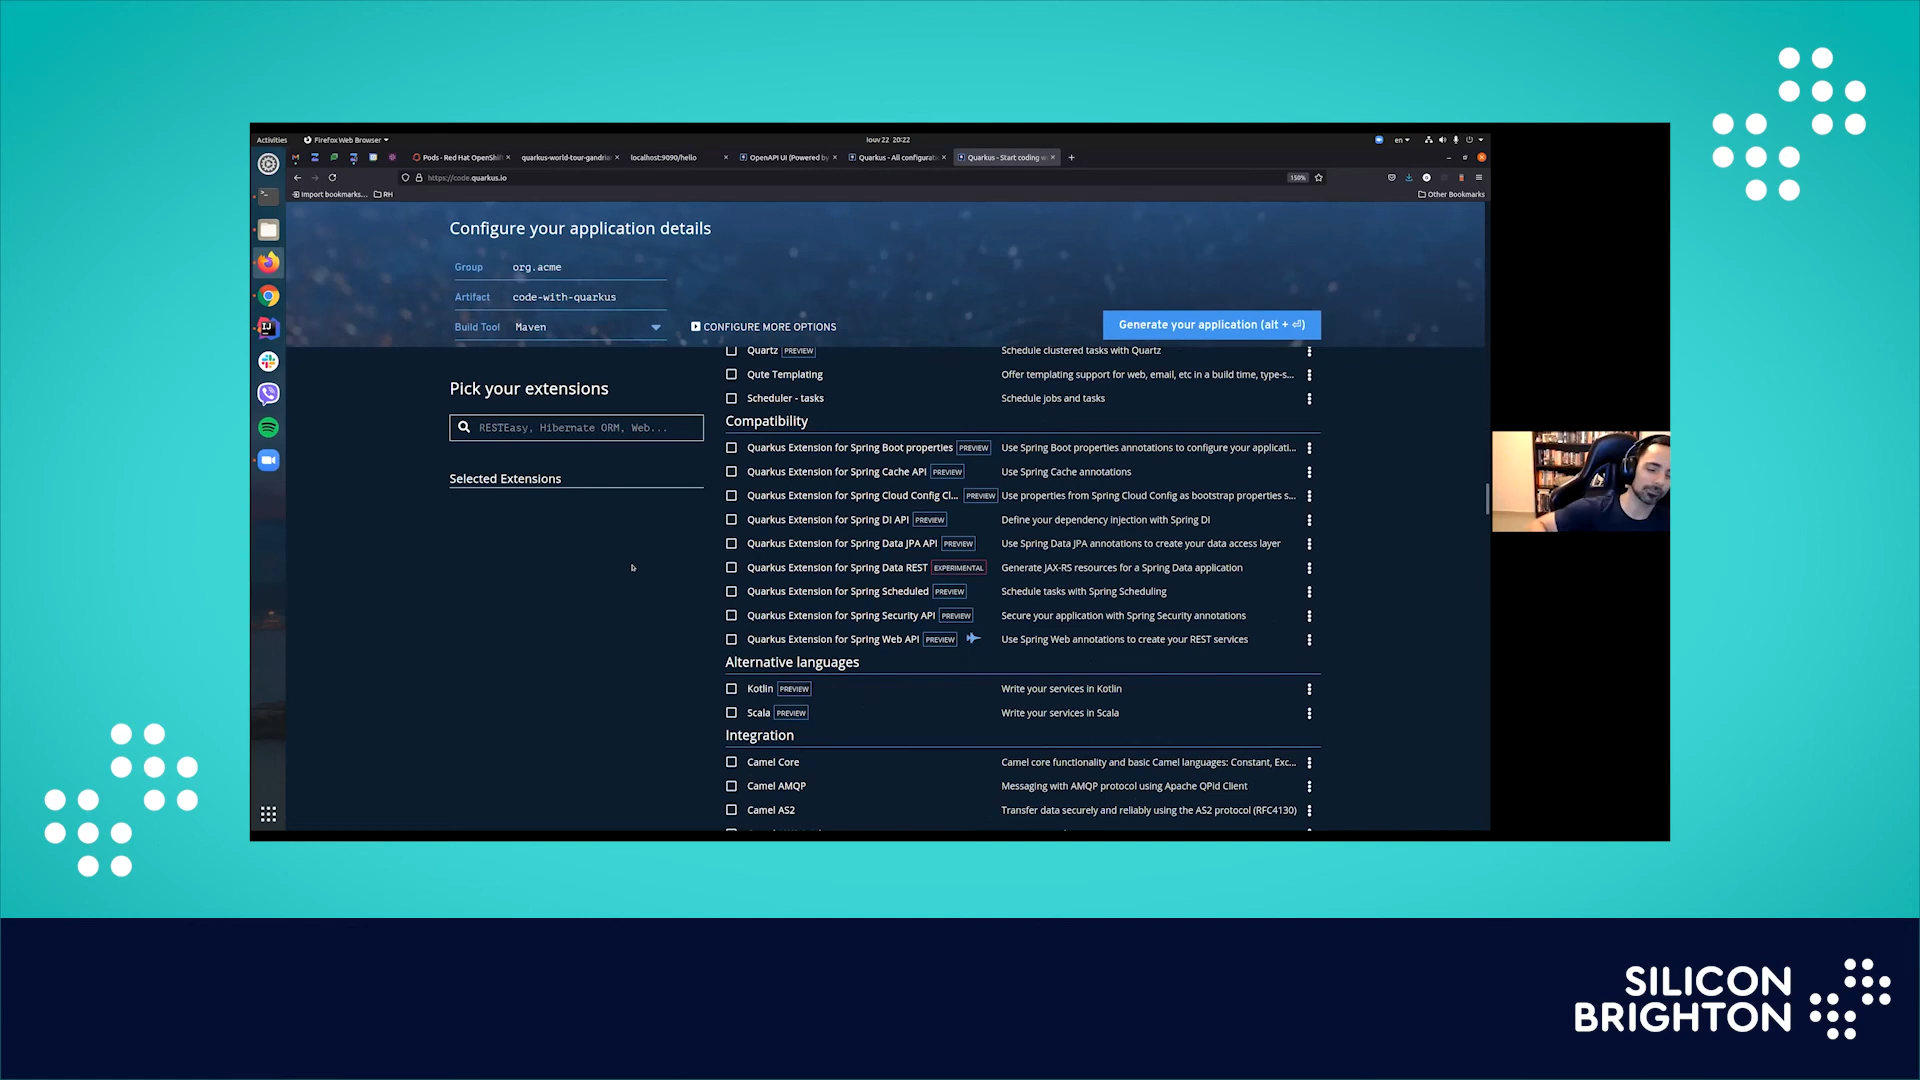 Activities
Firefox Web Browser
Ιουν 22 20:22
en
Pods - Red Hat OpenShif
quarkus-world-tour-gandria
localhost:9090/hello
OpenAPI UI (Powered by
Quarkus - All configurati
Quarkus - Start coding w
https://code.quarkus.io
150%
Import bookmarks...
RH
Other Bookmarks
Configure your application details
Group org.acme
Artifact code-with-quarkus
Build Tool Maven
CONFIGURE MORE OPTIONS
Generate your application (alt + ⏎)
Pick your extensions
RESTEasy, Hibernate ORM, Web...
Selected Extensions
Quartz PREVIEW Schedule clustered tasks with Quartz
Qute Templating Offer templating support for web, email, etc in a build time, type-s...
Scheduler - tasks Schedule jobs and tasks
Compatibility
Quarkus Extension for Spring Boot properties PREVIEW Use Spring Boot properties annotations to configure your applicati...
Quarkus Extension for Spring Cache API PREVIEW Use Spring Cache annotations
Quarkus Extension for Spring Cloud Config Cl... PREVIEW Use properties from Spring Cloud Config as bootstrap properties s...
Quarkus Extension for Spring DI API PREVIEW Define your dependency injection with Spring DI
Quarkus Extension for Spring Data JPA API PREVIEW Use Spring Data JPA annotations to create your data access layer
Quarkus Extension for Spring Data REST EXPERIMENTAL Generate JAX-RS resources for a Spring Data application
Quarkus Extension for Spring Scheduled PREVIEW Schedule tasks with Spring Scheduling
Quarkus Extension for Spring Security API PREVIEW Secure your application with Spring Security annotations
Quarkus Extension for Spring Web API PREVIEW Use Spring Web annotations to create your REST services
Alternative languages
Kotlin PREVIEW Write your services in Kotlin
Scala PREVIEW Write your services in Scala
Integration
Camel Core Camel core functionality and basic Camel languages: Constant, Exc...
Camel AMQP Messaging with AMQP protocol using Apache QPid Client
Camel AS2 Transfer data securely and reliably using the AS2 protocol (RFC4130)
SILICON
BRIGHTON